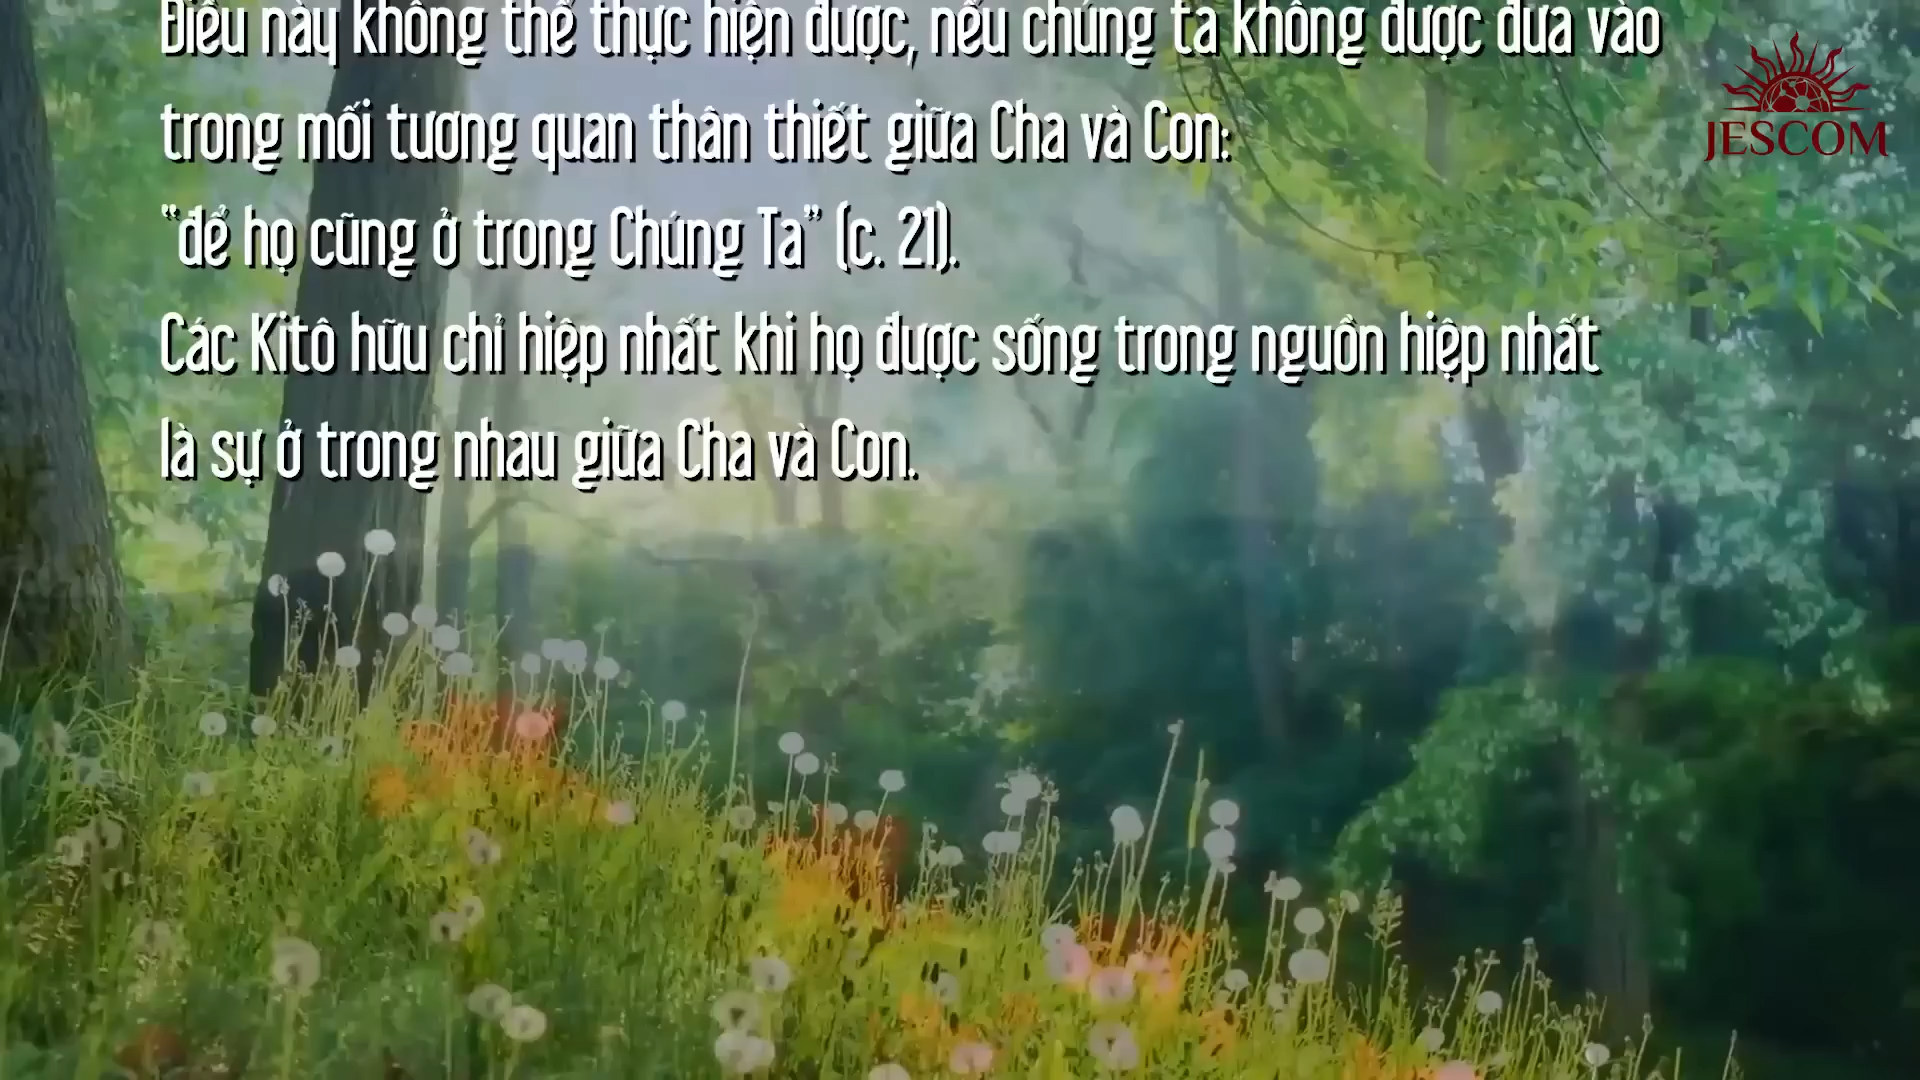 Điều này không thể thực hiện được, nếu chúng ta không được đưa vào
trong mối tương quan thân thiết giữa Cha và Con:
“để họ cũng ở trong Chúng Ta” (c. 21).
Các Kitô hữu chỉ hiệp nhất khi họ được sống trong nguồn hiệp nhất
là sự ở trong nhau giữa Cha và Con.
JESCOM